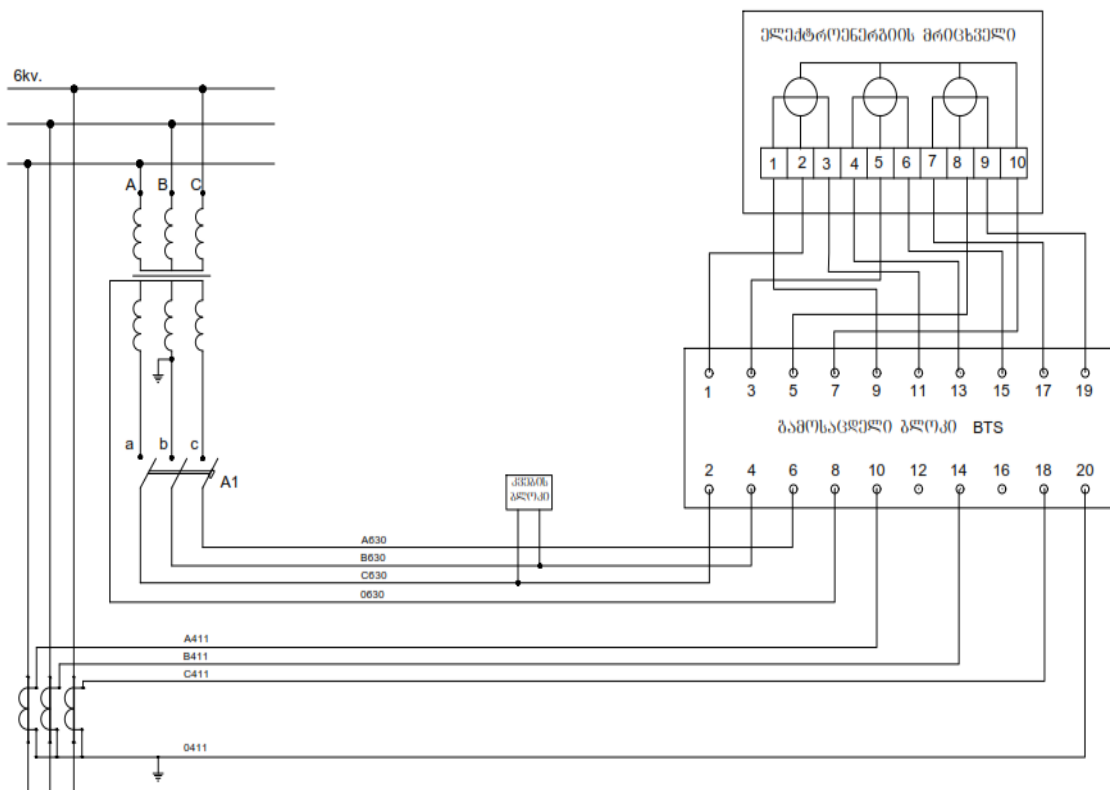 ელექტროენერგიის მრიცხველი
6kv.
1 2 3 4 5 6 7 8 9 10
A B C
1 3 5 7 9 11 13 15 17 19
გამოსაცდელი ბლოკი BTS
a b c
A1
2 4 6 8 10 12 14 16 18 20
კვების
ბლოკი
A630
B630
C630
0630
A411
B411
C411
0411